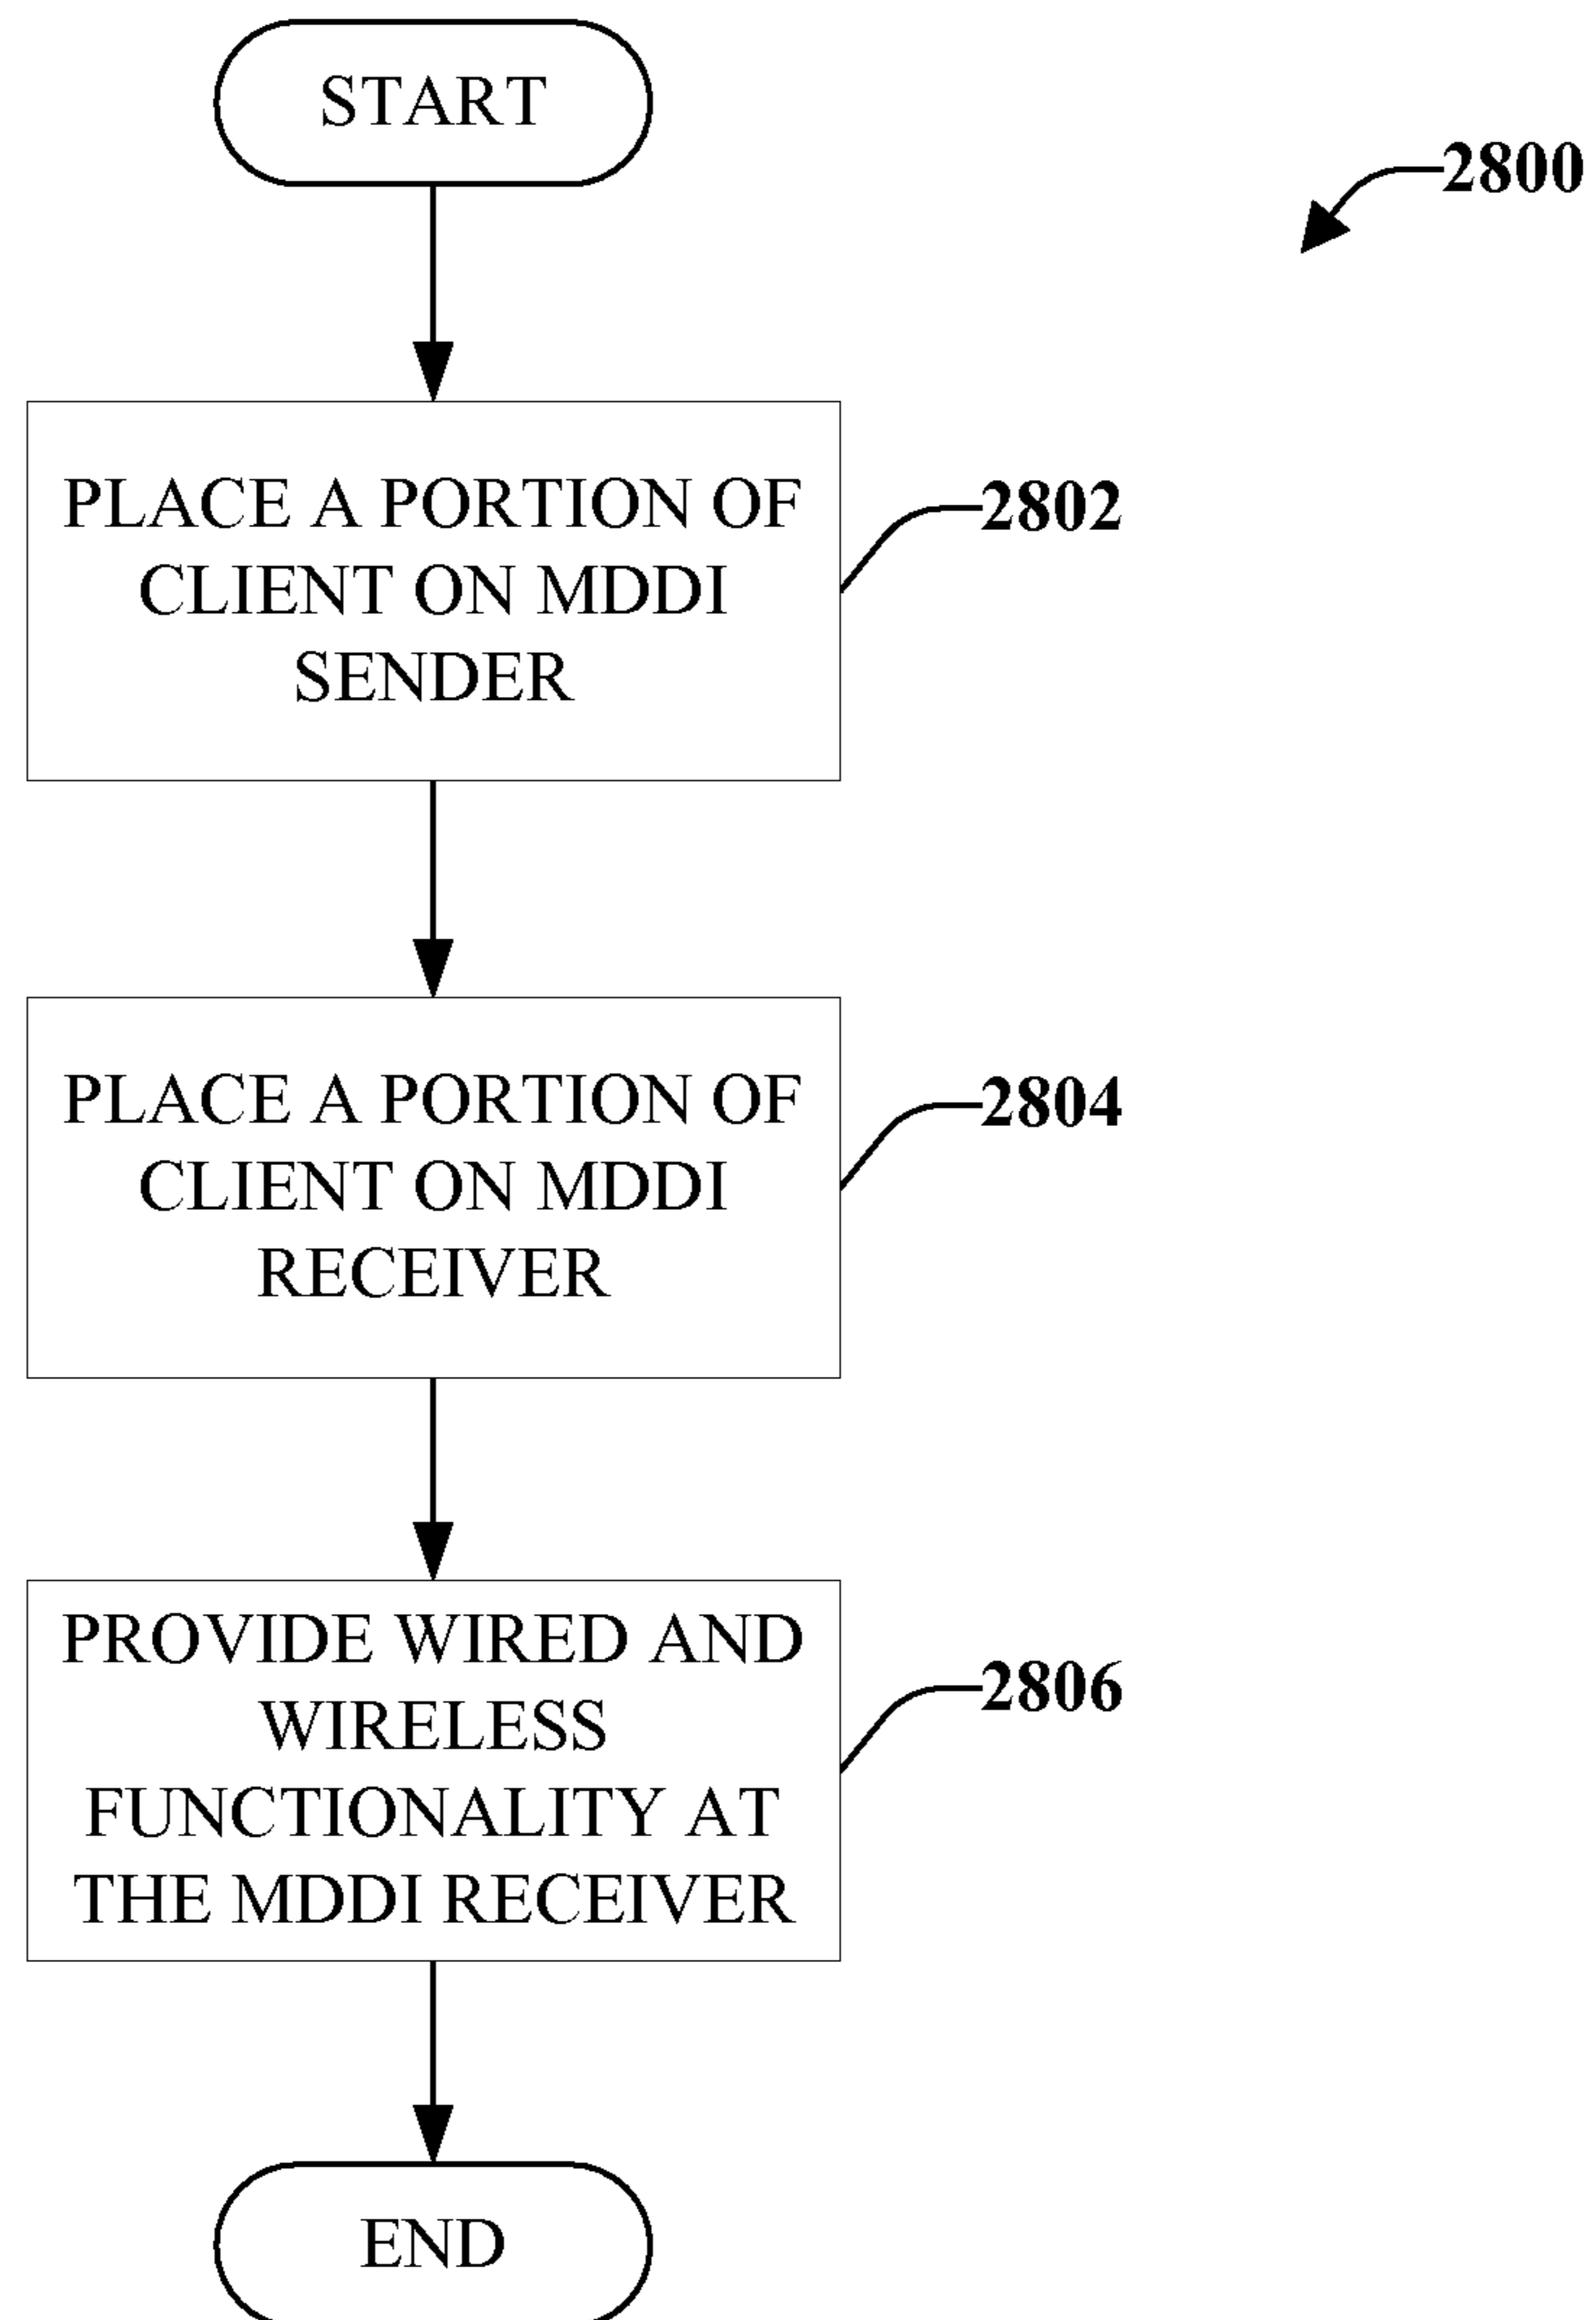 START
2800
PLACE A PORTION OF
CLIENT ON MDDI
SENDER
2802
PLACE A PORTION OF
CLIENT ON MDDI
RECEIVER
2804
PROVIDE WIRED AND
WIRELESS
FUNCTIONALITY AT
THE MDDI RECEIVER
2806
END